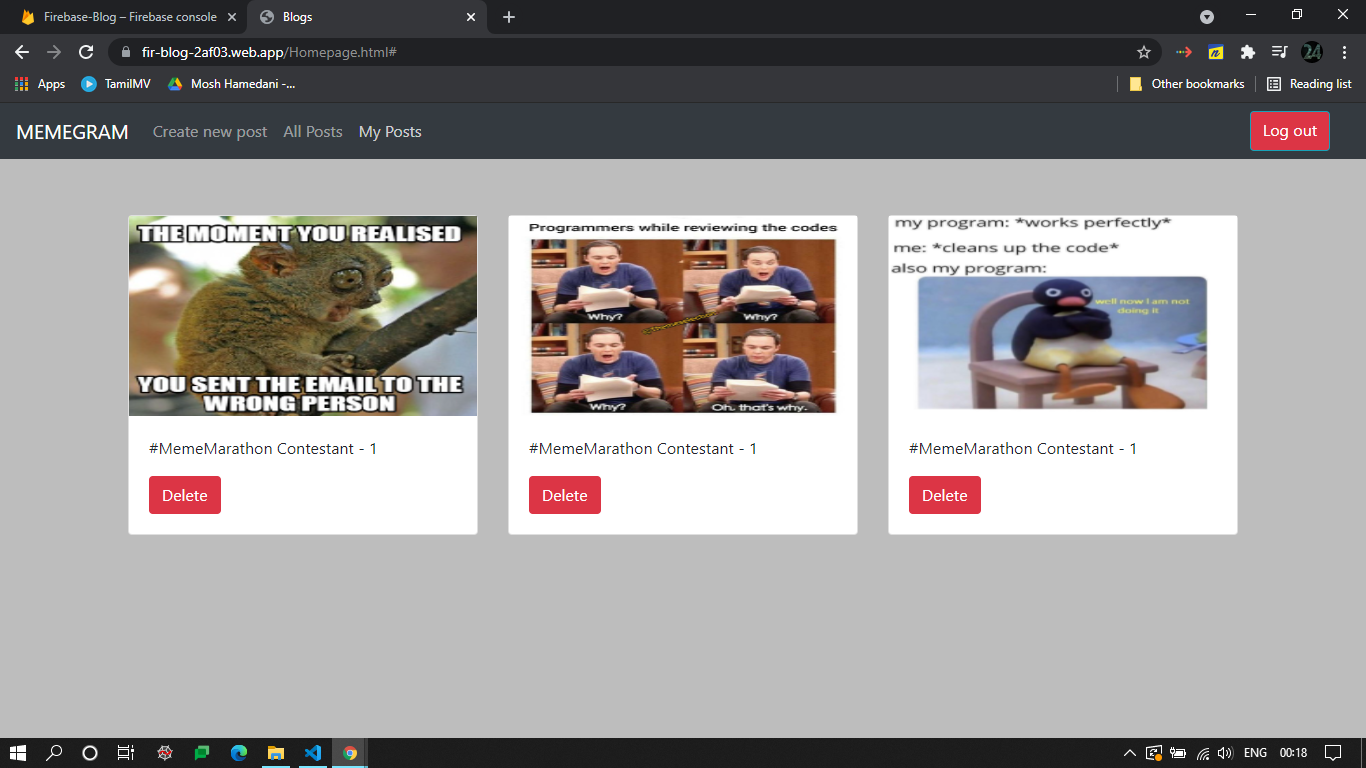 Firebase-Blog – Firebase console
Blogs
fir-blog-2af03.web.app/Homepage.html#
Apps
TamilMV
Mosh Hamedani -...
Other bookmarks
Reading list
MEMEGRAM
Create new post
All Posts
My Posts
Log out
THE MOMENT YOU REALISED
YOU SENT THE EMAIL TO THE
WRONG PERSON
#MemeMarathon Contestant - 1
Delete
Programmers while reviewing the codes
Why?
Why?
Why?
Oh. that's why.
#MemeMarathon Contestant - 1
Delete
my program: *works perfectly*
me: *cleans up the code*
also my program:
well now I am not
doing it
#MemeMarathon Contestant - 1
Delete
ENG
00:18